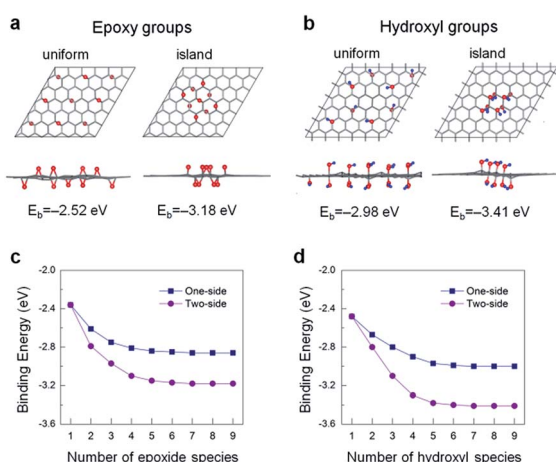 a Epoxy groups
uniform island
E_b=−2.52 eV E_b=−3.18 eV
b Hydroxyl groups
uniform island
E_b=−2.98 eV E_b=−3.41 eV
c
-2.0
-2.4
-2.8
-3.2
-3.6
Binding Energy (eV)
One-side
Two-side
1 2 3 4 5 6 7 8 9
Number of epoxide species
d
-2.0
-2.4
-2.8
-3.2
-3.6
Binding Energy (eV)
One-side
Two-side
1 2 3 4 5 6 7 8 9
Number of hydroxyl species